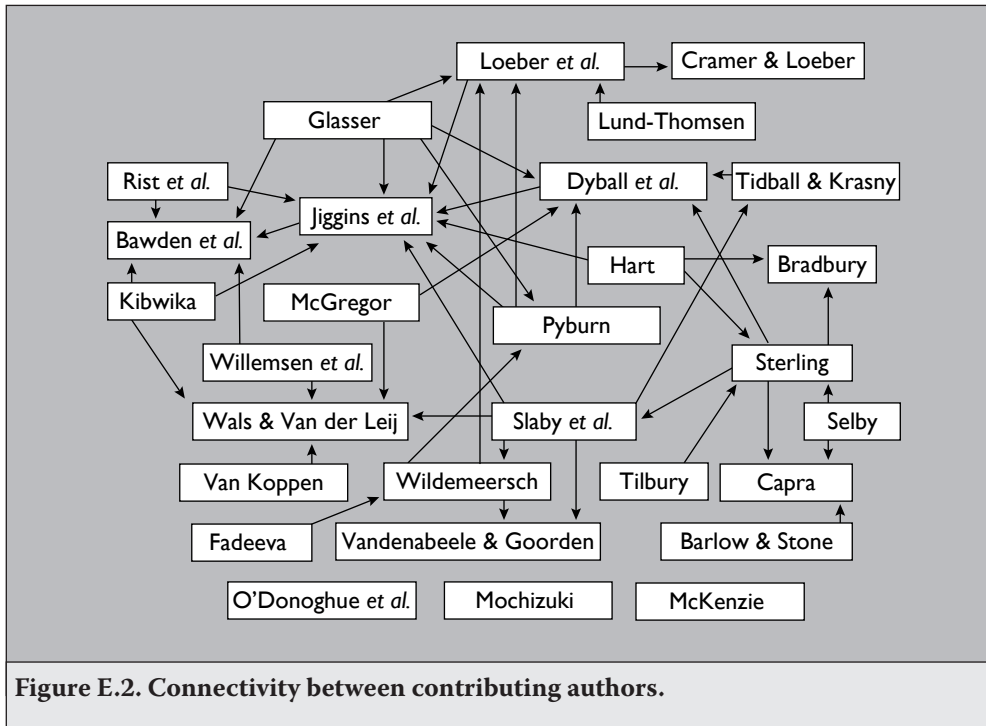 Loeber et al.
Cramer & Loeber
Glasser
Lund-Thomsen
Rist et al.
Dyball et al.
Tidball & Krasny
Jiggins et al.
Bawden et al.
Hart
Bradbury
Kibwika
McGregor
Pyburn
Willemsen et al.
Sterling
Wals & Van der Leij
Slaby et al.
Selby
Van Koppen
Wildemeersch
Tilbury
Capra
Fadeeva
Vandenabeele & Goorden
Barlow & Stone
O'Donoghue et al.
Mochizuki
McKenzie
Figure E.2. Connectivity between contributing authors.